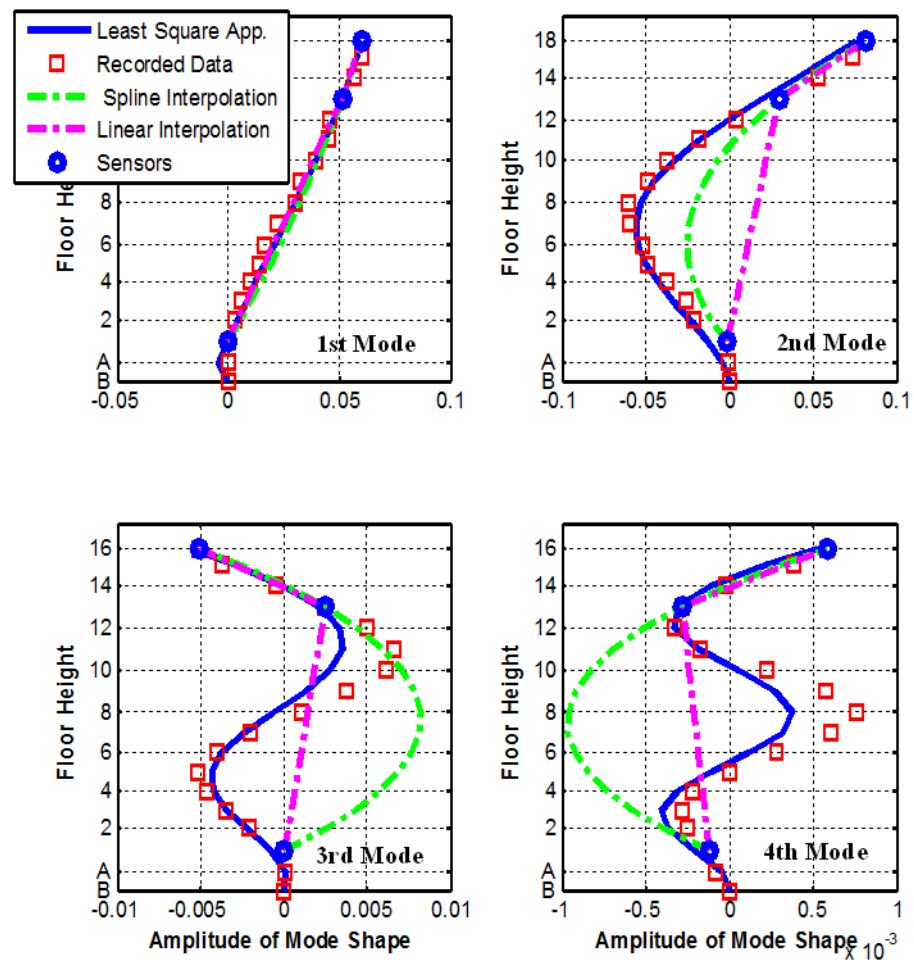 Least Square App.
Recorded Data
Spline Interpolation
Linear Interpolation
Sensors
Floor Height
8
6
4
2
A
B
-0.05 0 0.05 0.1
1st Mode
18
14
12
10
8
6
4
2
A
B
-0.1 -0.05 0 0.05 0.1
2nd Mode
Floor Height
16
14
12
10
8
6
4
2
A
B
-0.01 -0.005 0 0.005 0.01
3rd Mode
Amplitude of Mode Shape
Floor Height
16
14
12
10
8
6
4
2
A
B
-1 -0.5 0 0.5 1
4th Mode
Amplitude of Mode Shape
x 10⁻³